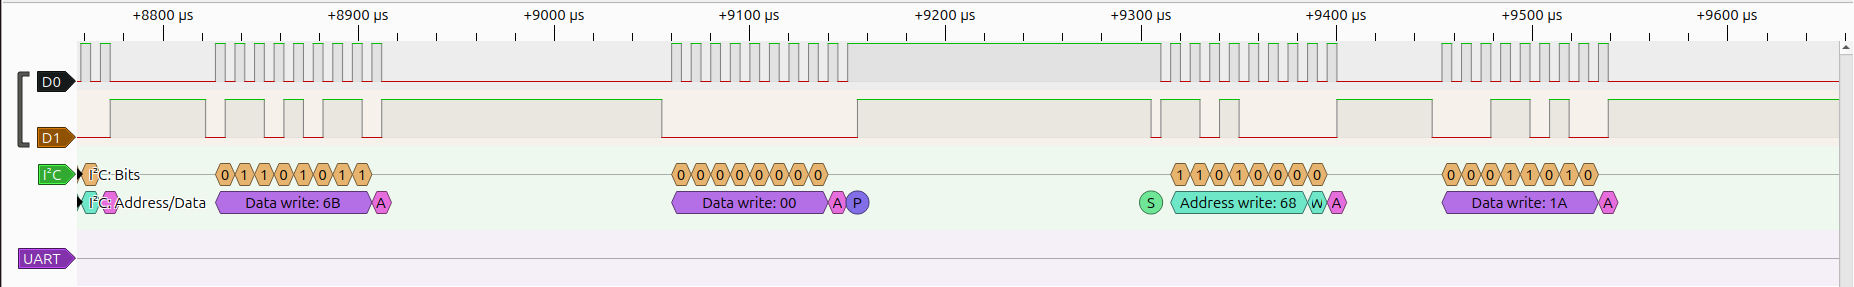 +8800 µs +8900 µs +9000 µs +9100 µs +9200 µs +9300 µs +9400 µs +9500 µs +9600 µs
D0
D1
I²C I²C: Bits 0 1 1 0 1 0 1 1 0 0 0 0 0 0 0 0 1 1 0 1 0 0 0 0 0 0 0 1 1 0 1 0
I²C: Address/Data Data write: 6B A Data write: 00 A P S Address write: 68 W A Data write: 1A A
UART